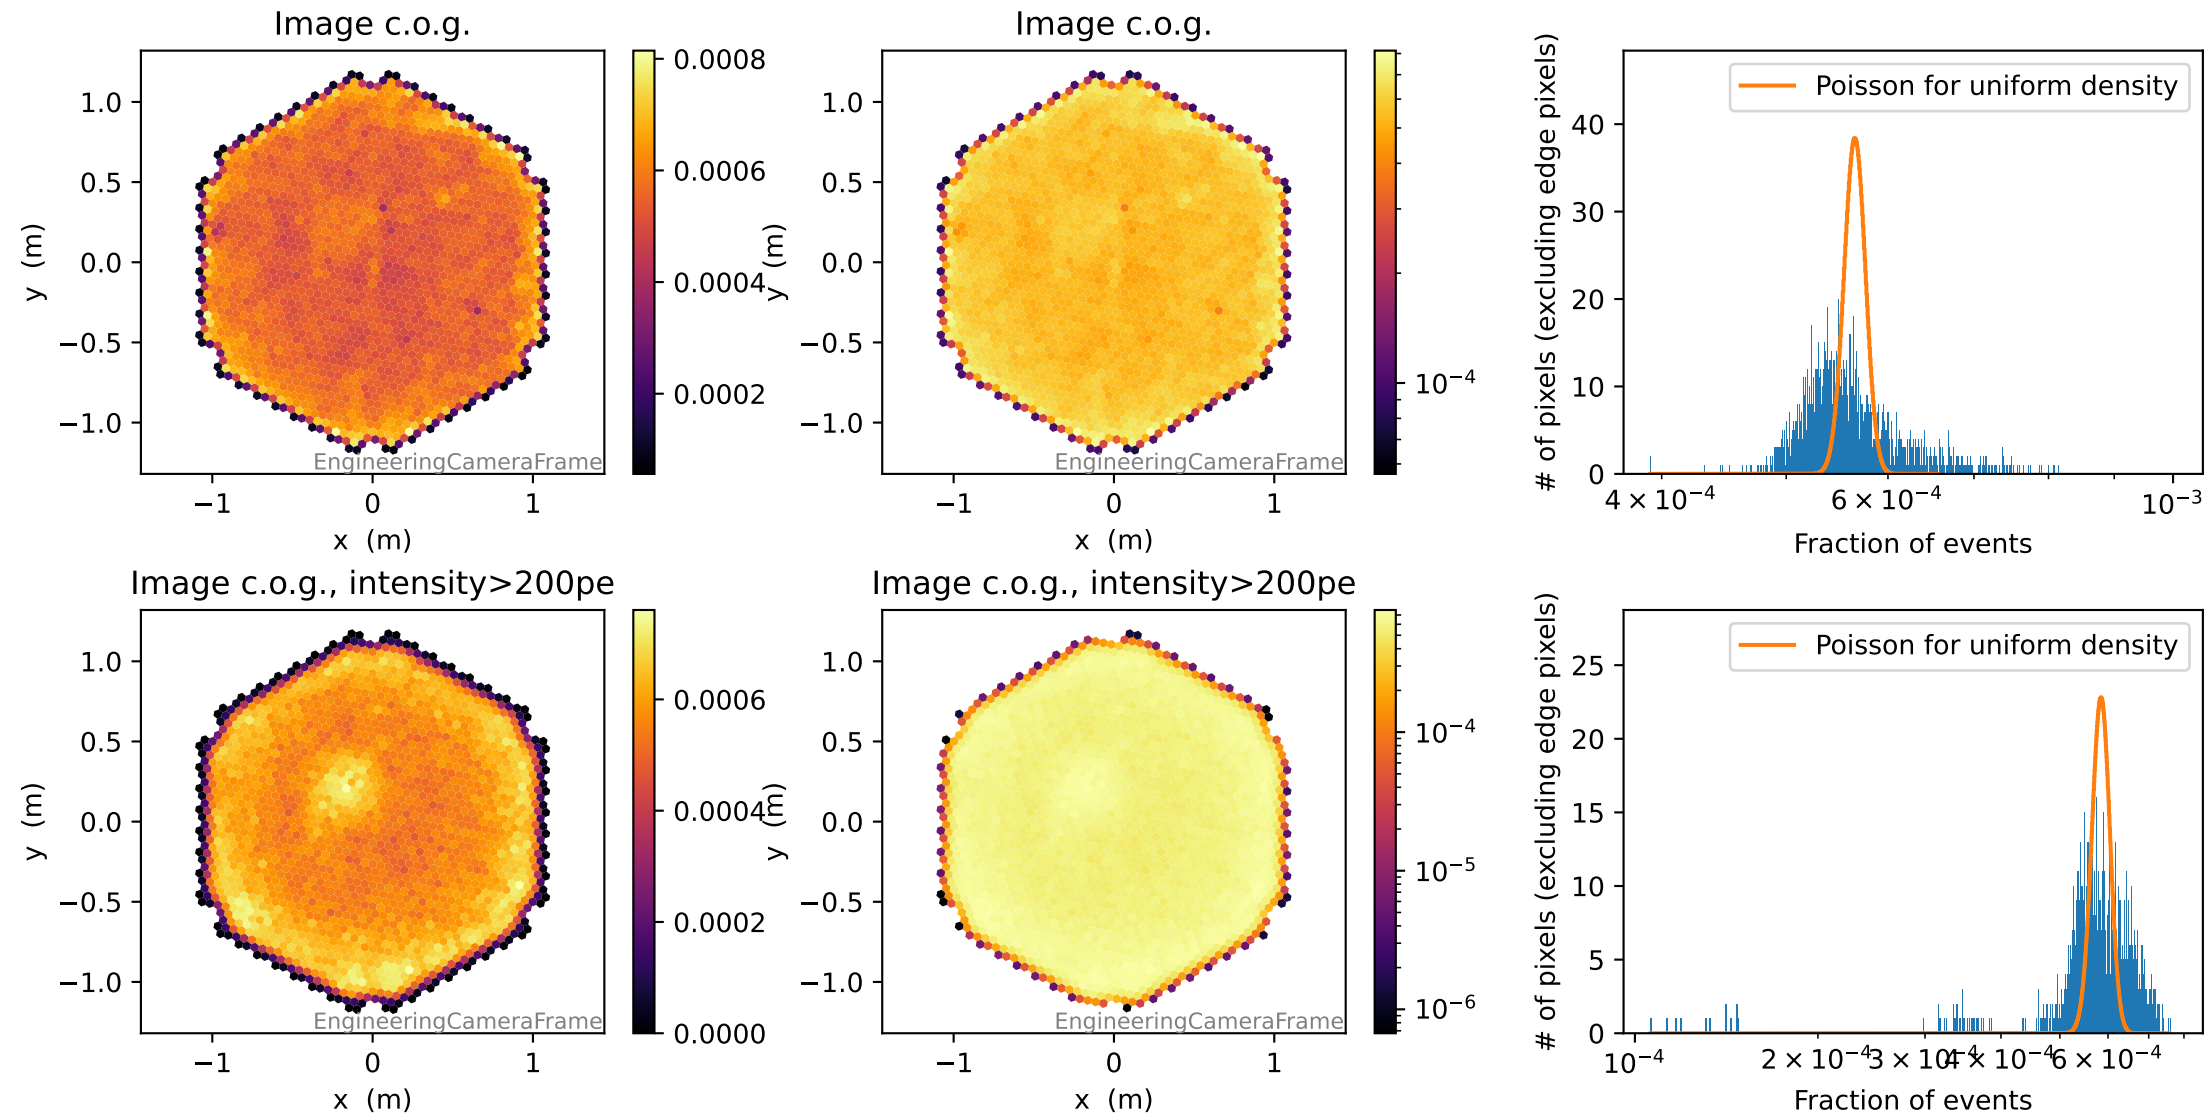 Image c.o.g.
1.0
0.5
0.0
−0.5
−1.0
y (m)
−1
0
1
x (m)
EngineeringCameraFrame
0.0008
0.0006
0.0004
0.0002
Image c.o.g.
1.0
0.5
0.0
−0.5
−1.0
y (m)
−1
0
1
x (m)
EngineeringCameraFrame
10⁻⁴
Poisson for uniform density
# of pixels (excluding edge pixels)
40
30
20
10
0
4 × 10⁻⁴
6 × 10⁻⁴
10⁻³
Fraction of events
Image c.o.g., intensity>200pe
1.0
0.5
0.0
−0.5
−1.0
y (m)
−1
0
1
x (m)
EngineeringCameraFrame
0.0006
0.0004
0.0002
0.0000
Image c.o.g., intensity>200pe
1.0
0.5
0.0
−0.5
−1.0
y (m)
−1
0
1
x (m)
EngineeringCameraFrame
10⁻⁴
10⁻⁵
10⁻⁶
Poisson for uniform density
# of pixels (excluding edge pixels)
25
20
15
10
5
0
10⁻⁴
2 × 10⁻⁴
3 × 10⁻⁴
4 × 10⁻⁴
6 × 10⁻⁴
Fraction of events